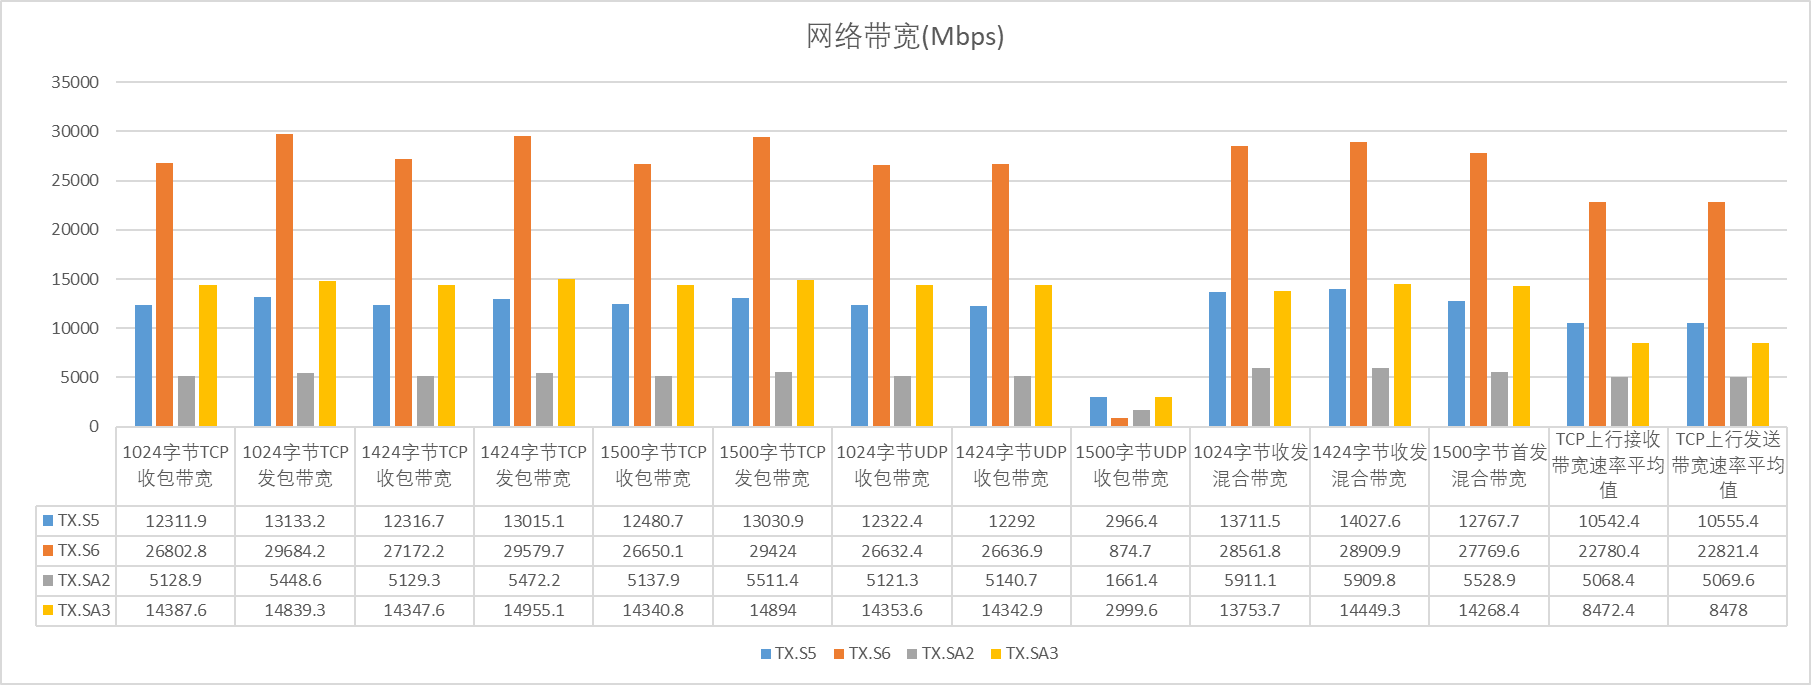 网络带宽(Mbps)
35000
30000
25000
20000
15000
10000
5000
0
1024字节TCP收包带宽 1024字节TCP发包带宽 1424字节TCP收包带宽 1424字节TCP发包带宽 1500字节TCP收包带宽 1500字节TCP发包带宽 1024字节UDP收包带宽 1424字节UDP收包带宽 1500字节UDP收包带宽 1024字节收发混合带宽 1424字节收发混合带宽 1500字节首发混合带宽 TCP上行接收带宽速率平均值 TCP上行发送带宽速率平均值
TX.S5 12311.9 13133.2 12316.7 13015.1 12480.7 13030.9 12322.4 12292 2966.4 13711.5 14027.6 12767.7 10542.4 10555.4
TX.S6 26802.8 29684.2 27172.2 29579.7 26650.1 29424 26632.4 26636.9 874.7 28561.8 28909.9 27769.6 22780.4 22821.4
TX.SA2 5128.9 5448.6 5129.3 5472.2 5137.9 5511.4 5121.3 5140.7 1661.4 5911.1 5909.8 5528.9 5068.4 5069.6
TX.SA3 14387.6 14839.3 14347.6 14955.1 14340.8 14894 14353.6 14342.9 2999.6 13753.7 14449.3 14268.4 8472.4 8478
TX.S5 TX.S6 TX.SA2 TX.SA3